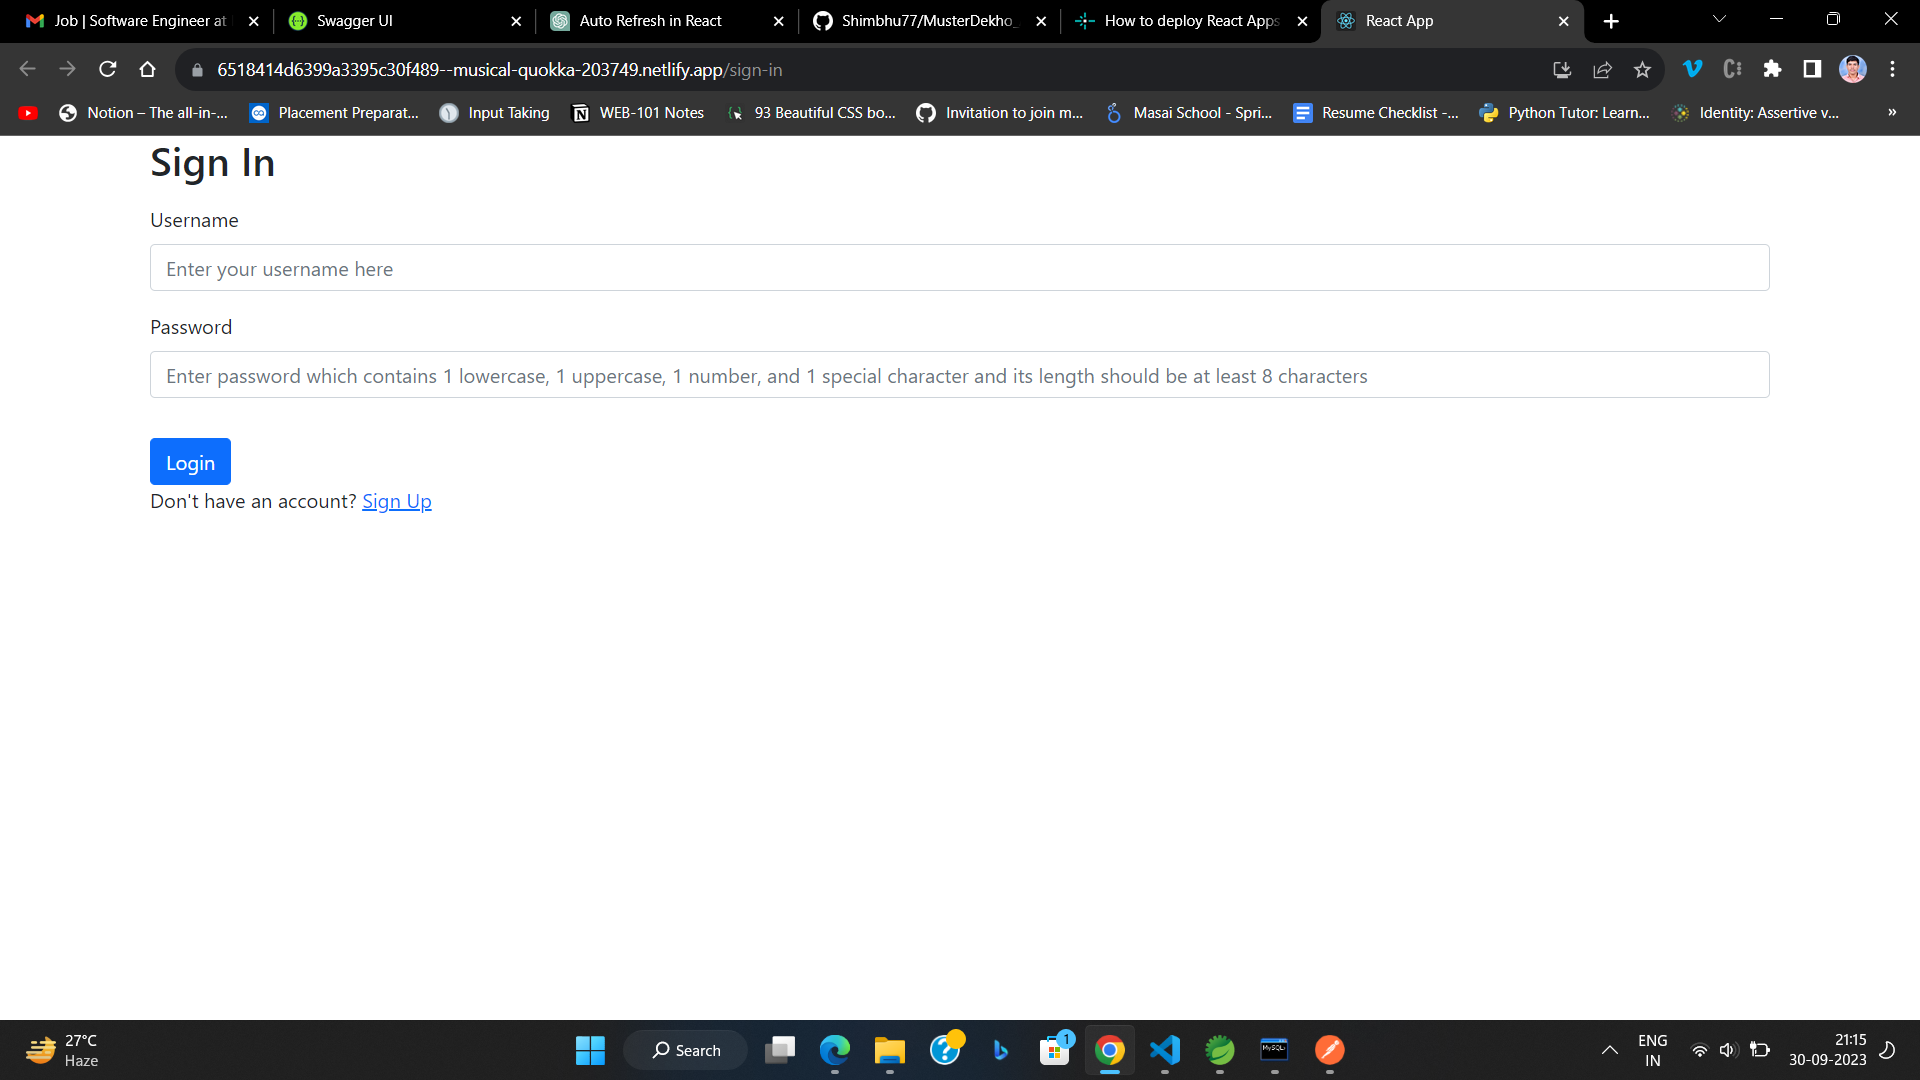 Job | Software Engineer at
Swagger UI
Auto Refresh in React
Shimbhu77/MusterDekho_
How to deploy React Apps
React App
6518414d6399a3395c30f489--musical-quokka-203749.netlify.app/sign-in
Notion – The all-in-...
Placement Preparat...
Input Taking
WEB-101 Notes
93 Beautiful CSS bo...
Invitation to join m...
Masai School - Spri...
Resume Checklist -...
Python Tutor: Learn...
Identity: Assertive v...
»
Sign In
Username
Enter your username here
Password
Enter password which contains 1 lowercase, 1 uppercase, 1 number, and 1 special character and its length should be at least 8 characters
Login
Don't have an account? Sign Up
27°C
Haze
Search
1
MySQL
ENG
IN
21:15
30-09-2023